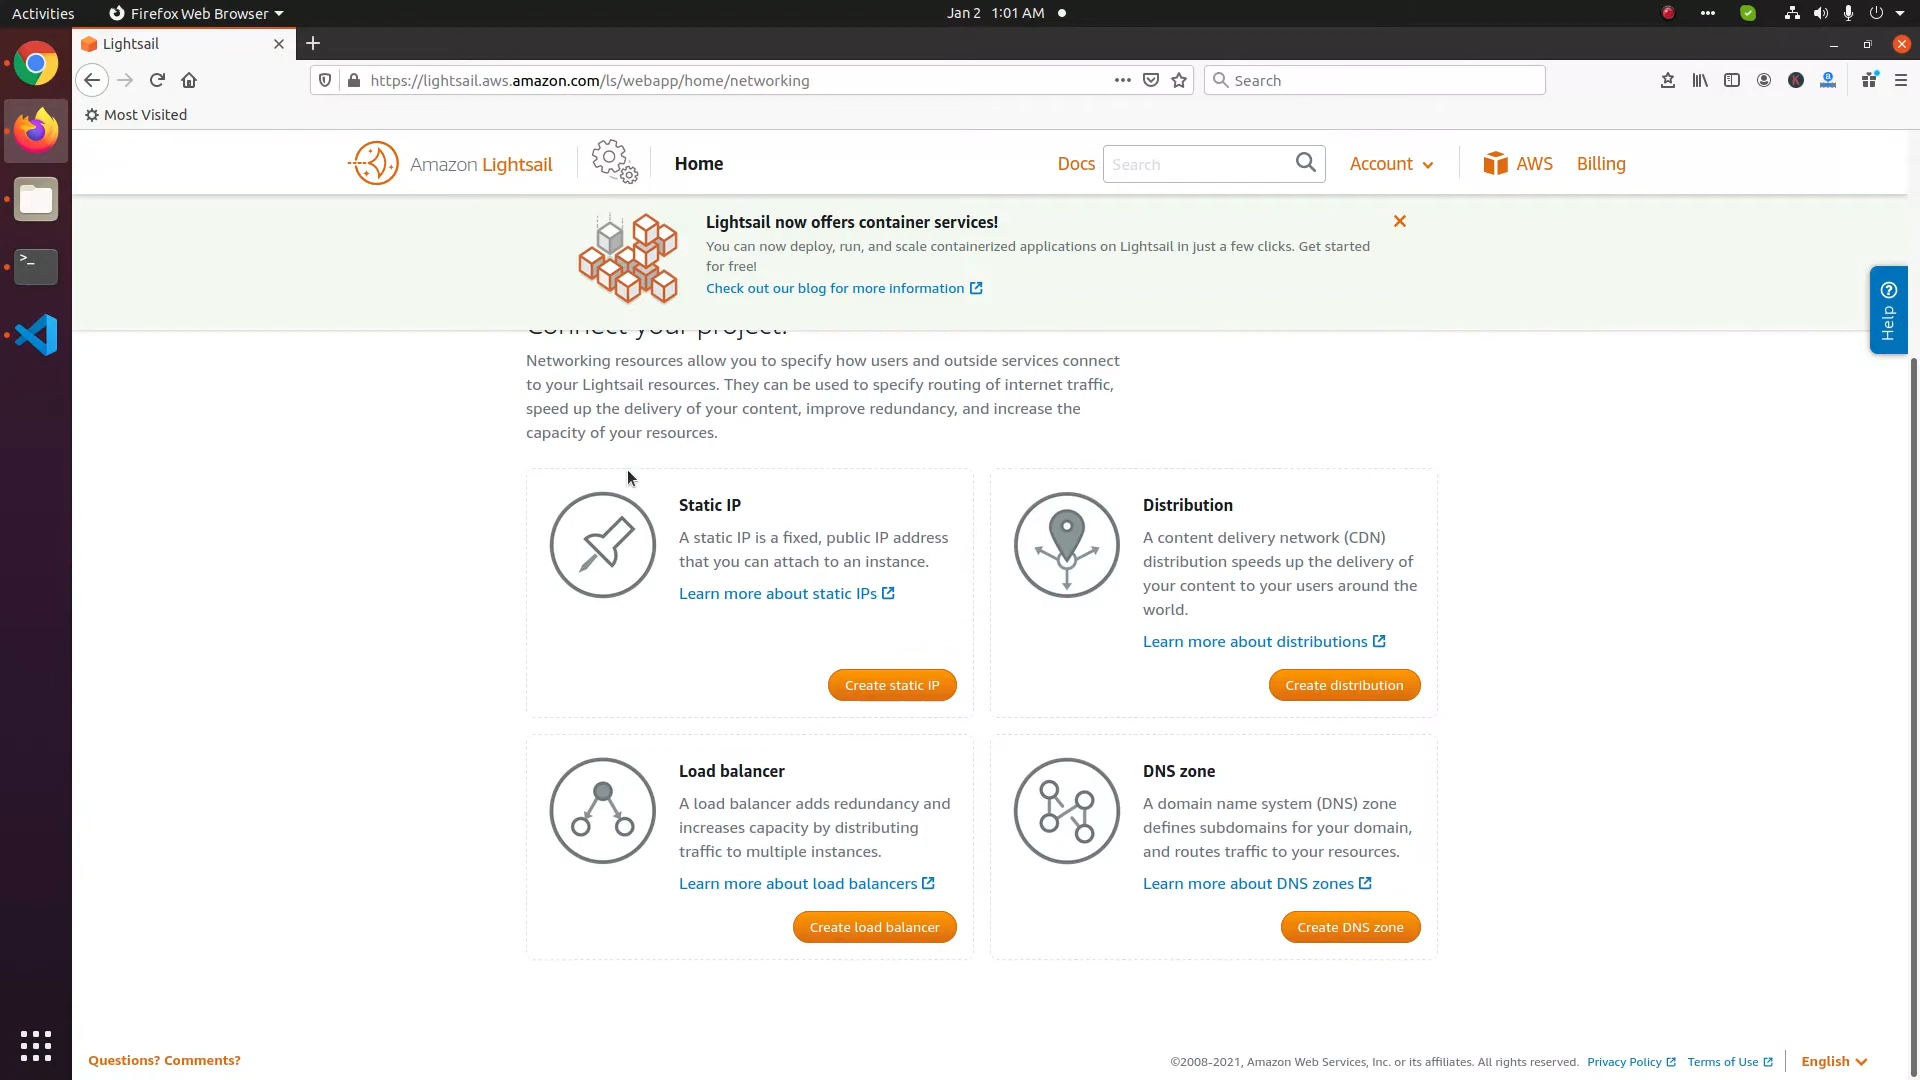 Activities
Firefox Web Browser
Jan 2 1:01 AM
Lightsail
https://lightsail.aws.amazon.com/ls/webapp/home/networking
Search
Most Visited
Amazon Lightsail
Home
Docs
Search
Account
AWS
Billing
Lightsail now offers container services!
You can now deploy, run, and scale containerized applications on Lightsail in just a few clicks. Get started
for free!
Check out our blog for more information
Help
Connect your project.
Networking resources allow you to specify how users and outside services connect
to your Lightsail resources. They can be used to specify routing of internet traffic,
speed up the delivery of your content, improve redundancy, and increase the
capacity of your resources.
Static IP
A static IP is a fixed, public IP address
that you can attach to an instance.
Learn more about static IPs
Create static IP
Distribution
A content delivery network (CDN)
distribution speeds up the delivery of
your content to your users around the
world.
Learn more about distributions
Create distribution
Load balancer
A load balancer adds redundancy and
increases capacity by distributing
traffic to multiple instances.
Learn more about load balancers
Create load balancer
DNS zone
A domain name system (DNS) zone
defines subdomains for your domain,
and routes traffic to your resources.
Learn more about DNS zones
Create DNS zone
Questions? Comments?
©2008-2021, Amazon Web Services, Inc. or its affiliates. All rights reserved.
Privacy Policy
Terms of Use
English